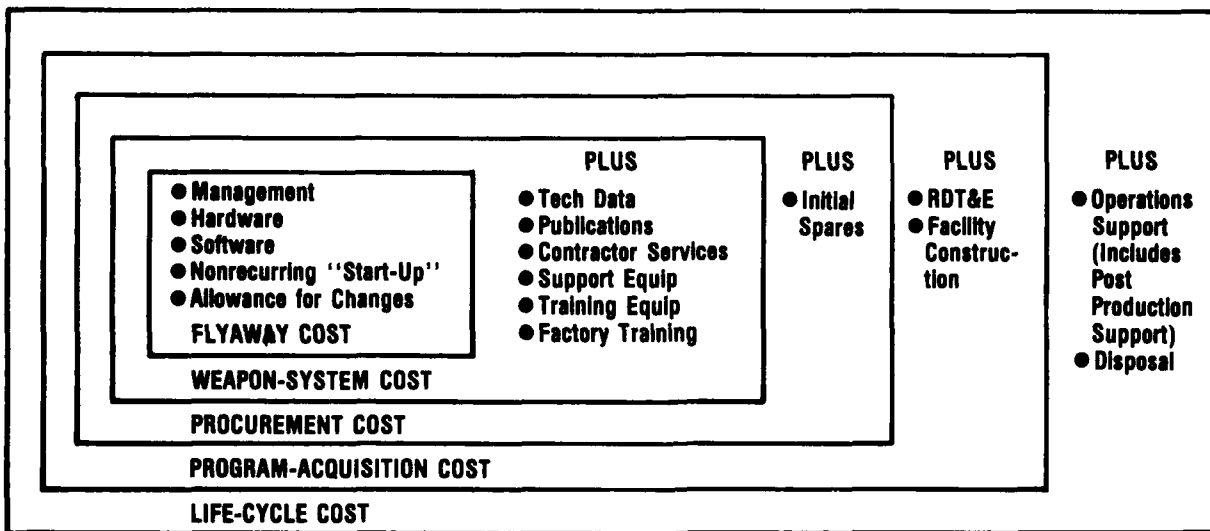 ● Management
● Hardware
● Software
● Nonrecurring "Start-Up"
● Allowance for Changes
FLYAWAY COST
PLUS
● Tech Data
● Publications
● Contractor Services
● Support Equip
● Training Equip
● Factory Training
WEAPON-SYSTEM COST
PLUS
● Initial
Spares
PROCUREMENT COST
PLUS
● RDT&E
● Facility
Construc-
tion
PROGRAM-ACQUISITION COST
PLUS
● Operations
Support
(Includes
Post
Production
Support)
● Disposal
LIFE-CYCLE COST